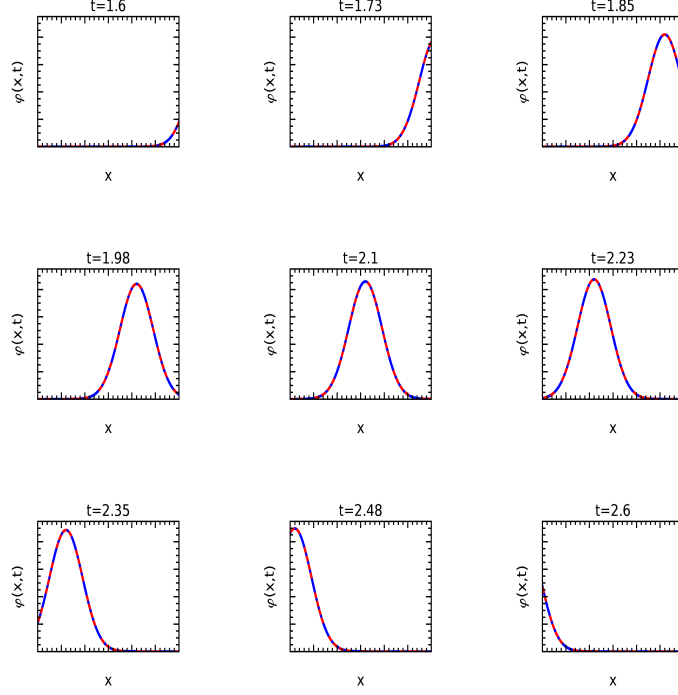 t=1.6
t=1.73
t=1.85
φ(x,t)
φ(x,t)
φ(x,t)
x
x
x
t=1.98
t=2.1
t=2.23
φ(x,t)
φ(x,t)
φ(x,t)
x
x
x
t=2.35
t=2.48
t=2.6
φ(x,t)
φ(x,t)
φ(x,t)
x
x
x